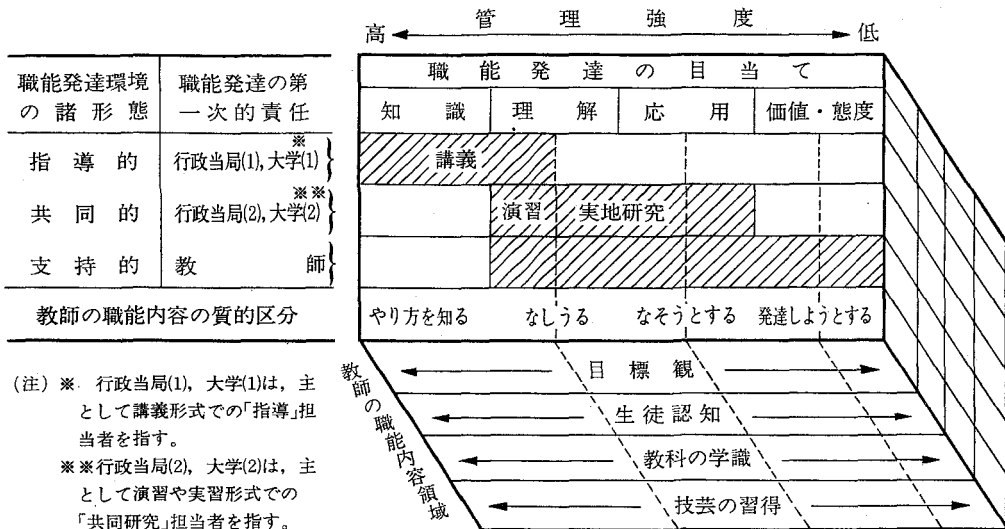 管理強度
高 低
職能発達環境の諸形態
職能発達の第一次的責任
職能発達の目当て
知識 理解 応用 価値・態度
指導的 行政当局(1), 大学(1)※
講義
共同的 行政当局(2), 大学(2)※※
演習 実地研究
支持的 教師
教師の職能内容の質的区分
やり方を知る なしうる なそうとする 発達しようとする
教師の職能内容領域
目標観
生徒認知
教科の学識
技芸の習得
(注) ※ 行政当局(1), 大学(1)は, 主
として講義形式での「指導」担
当者を指す。
※※行政当局(2), 大学(2)は, 主
として演習や実習形式での
「共同研究」担当者を指す。